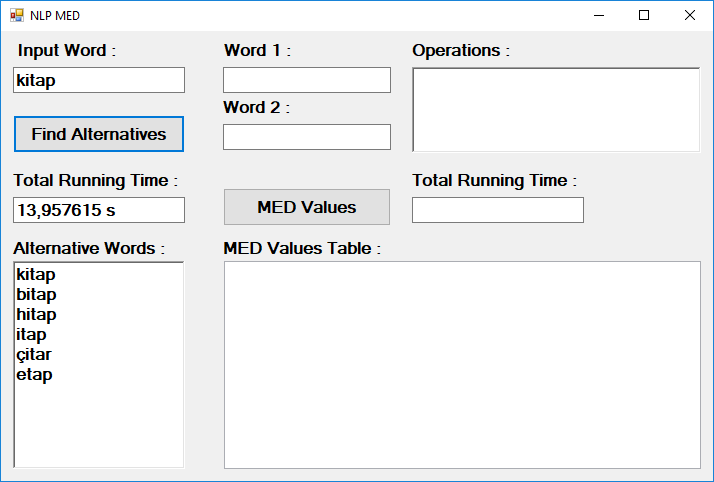 NLP MED
Input Word :
kitap
Find Alternatives
Total Running Time :
13,957615 s
Alternative Words :
kitap
bitap
hitap
itap
çitar
etap
Word 1 :
Word 2 :
MED Values
Operations :
Total Running Time :
MED Values Table :